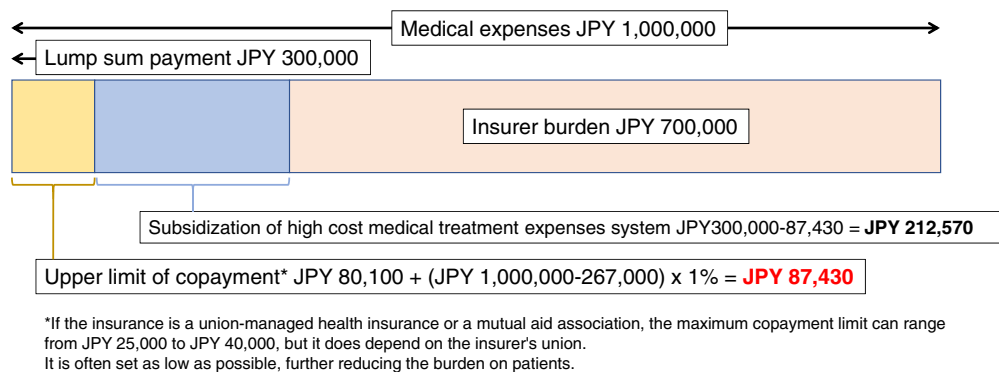 Medical expenses JPY 1,000,000
Lump sum payment JPY 300,000
Insurer burden JPY 700,000
Subsidization of high cost medical treatment expenses system JPY300,000-87,430 = JPY 212,570
Upper limit of copayment* JPY 80,100 + (JPY 1,000,000-267,000) x 1% = JPY 87,430
*If the insurance is a union-managed health insurance or a mutual aid association, the maximum copayment limit can range
from JPY 25,000 to JPY 40,000, but it does depend on the insurer's union.
It is often set as low as possible, further reducing the burden on patients.